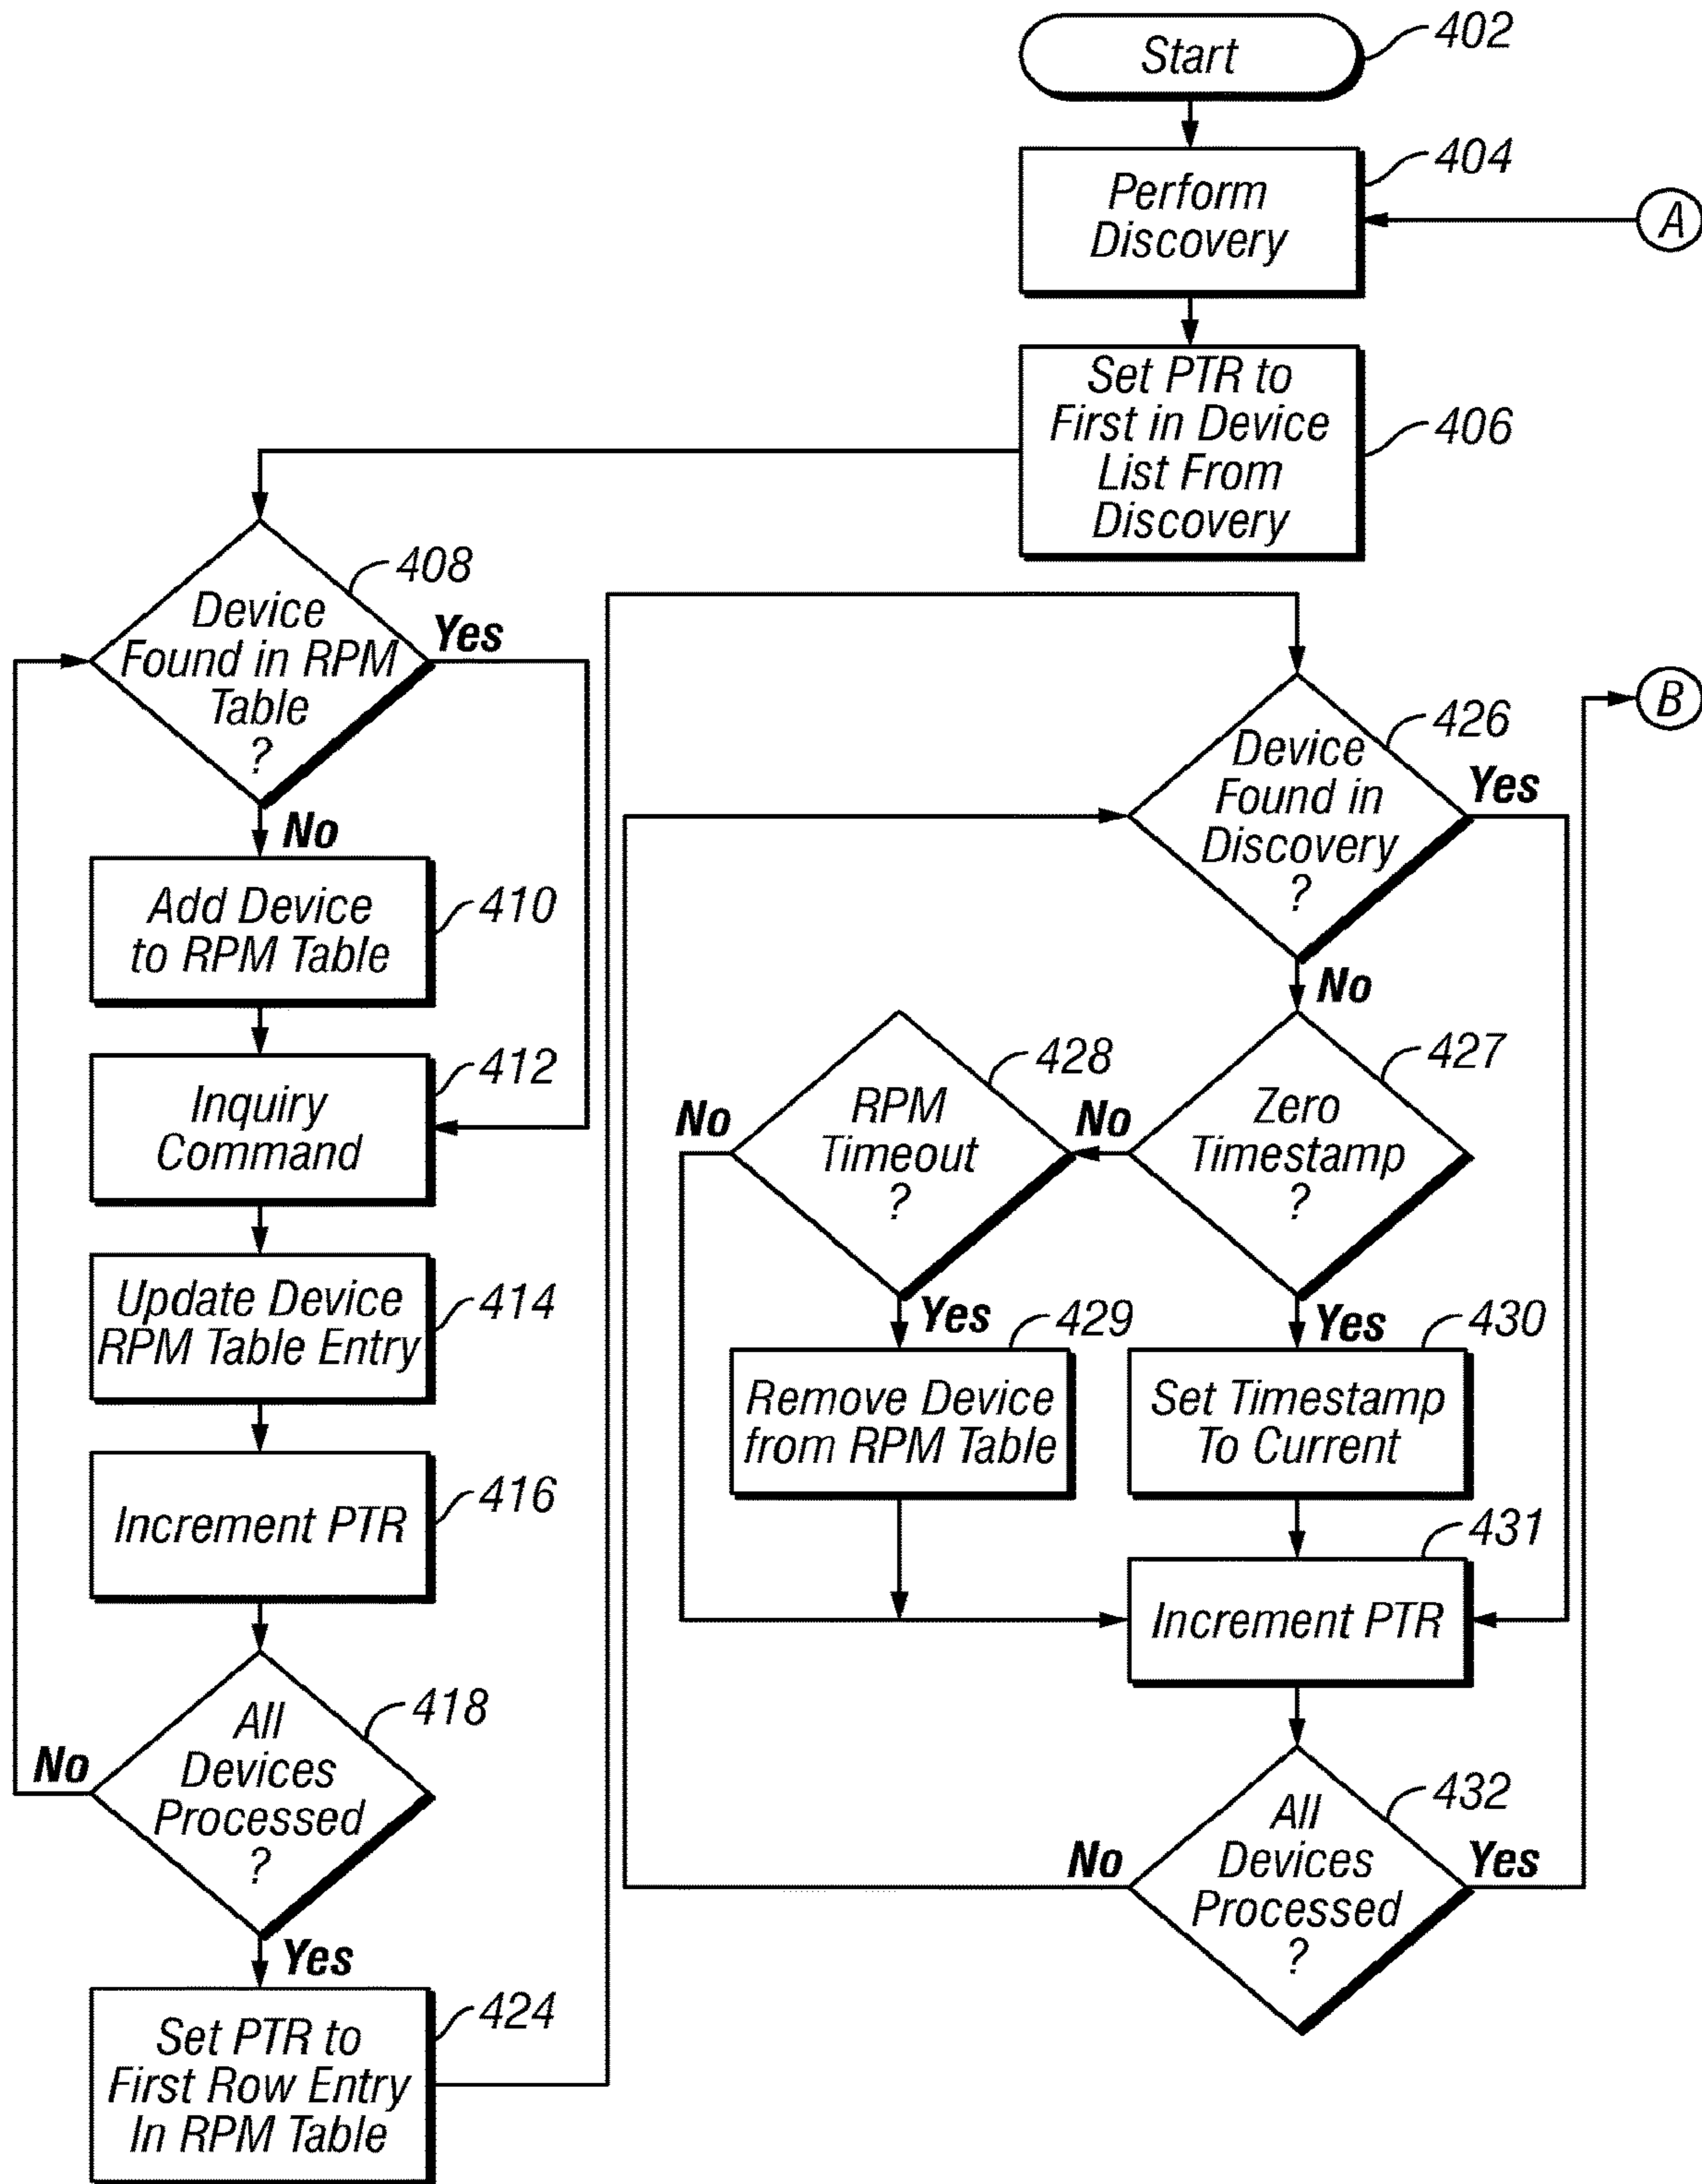 Start
402
Perform
Discovery
404
A
Set PTR to
First in Device
List From
Discovery
406
Device
Found in RPM
Table
?
408
Yes
No
Add Device
to RPM Table
410
Inquiry
Command
412
Update Device
RPM Table Entry
414
Increment PTR
416
All
Devices
Processed
?
418
No
Yes
Set PTR to
First Row Entry
In RPM Table
424
Device
Found in
Discovery
?
426
Yes
No
B
Zero
Timestamp
?
427
No
Yes
RPM
Timeout
?
428
No
Yes
Remove Device
from RPM Table
429
Set Timestamp
To Current
430
Increment PTR
431
All
Devices
Processed
?
432
No
Yes